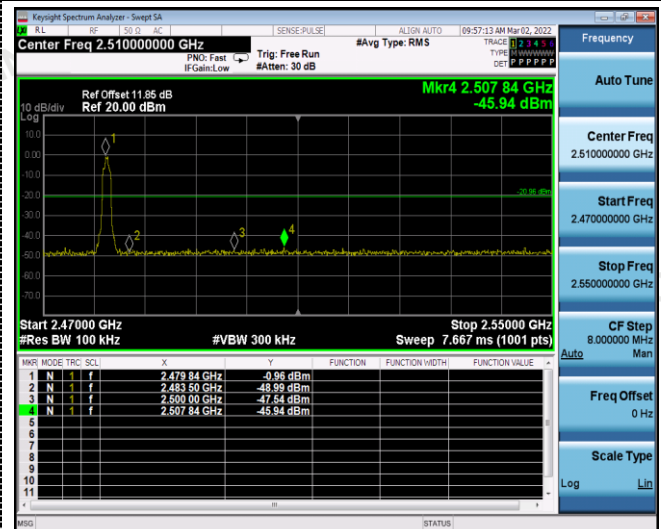 Keysight Spectrum Analyzer - Swept SA
RL RF 50 Ω AC SENSE:PULSE ALIGN AUTO 09:57:13 AM Mar 02, 2022
Center Freq 2.510000000 GHz
PNO: Fast
IFGain:Low
Trig: Free Run
#Atten: 30 dB
#Avg Type: RMS
TRACE 1 2 3 4 5 6
TYPE M W W W W W
DET P P P P P P
Mkr4 2.507 84 GHz
-45.94 dBm
Ref Offset 11.85 dB
Ref 20.00 dBm
10 dB/div
Log
10.0
0.00
-10.0
-20.0
-30.0
-40.0
-50.0
-60.0
-70.0
1
2
3
4
-20.96 dBm
Start 2.47000 GHz
#Res BW 100 kHz
#VBW 300 kHz
Stop 2.55000 GHz
Sweep 7.667 ms (1001 pts)
MKR MODE TRC SCL X Y FUNCTION FUNCTION WIDTH FUNCTION VALUE
1 N 1 f 2.479 84 GHz -0.96 dBm
2 N 1 f 2.483 50 GHz -48.99 dBm
3 N 1 f 2.500 00 GHz -47.54 dBm
4 N 1 f 2.507 84 GHz -45.94 dBm
5
6
7
8
9
10
11
MSG STATUS
Frequency
Auto Tune
Center Freq
2.510000000 GHz
Start Freq
2.470000000 GHz
Stop Freq
2.550000000 GHz
CF Step
8.000000 MHz
Auto Man
Freq Offset
0 Hz
Scale Type
Log Lin